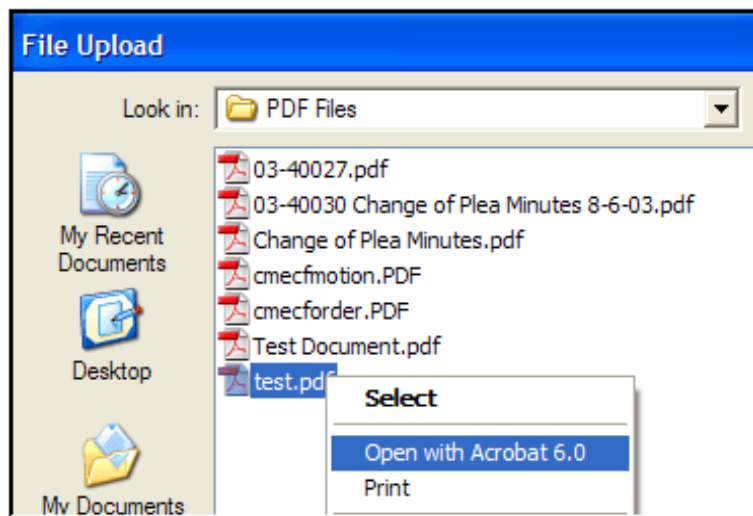 File Upload
Look in:
PDF Files
03-40027.pdf
03-40030 Change of Plea Minutes 8-6-03.pdf
Change of Plea Minutes.pdf
cmecfmotion.PDF
cmecforder.PDF
Test Document.pdf
test.pdf
Select
Open with Acrobat 6.0
Print
My Recent
Documents
Desktop
My Documents